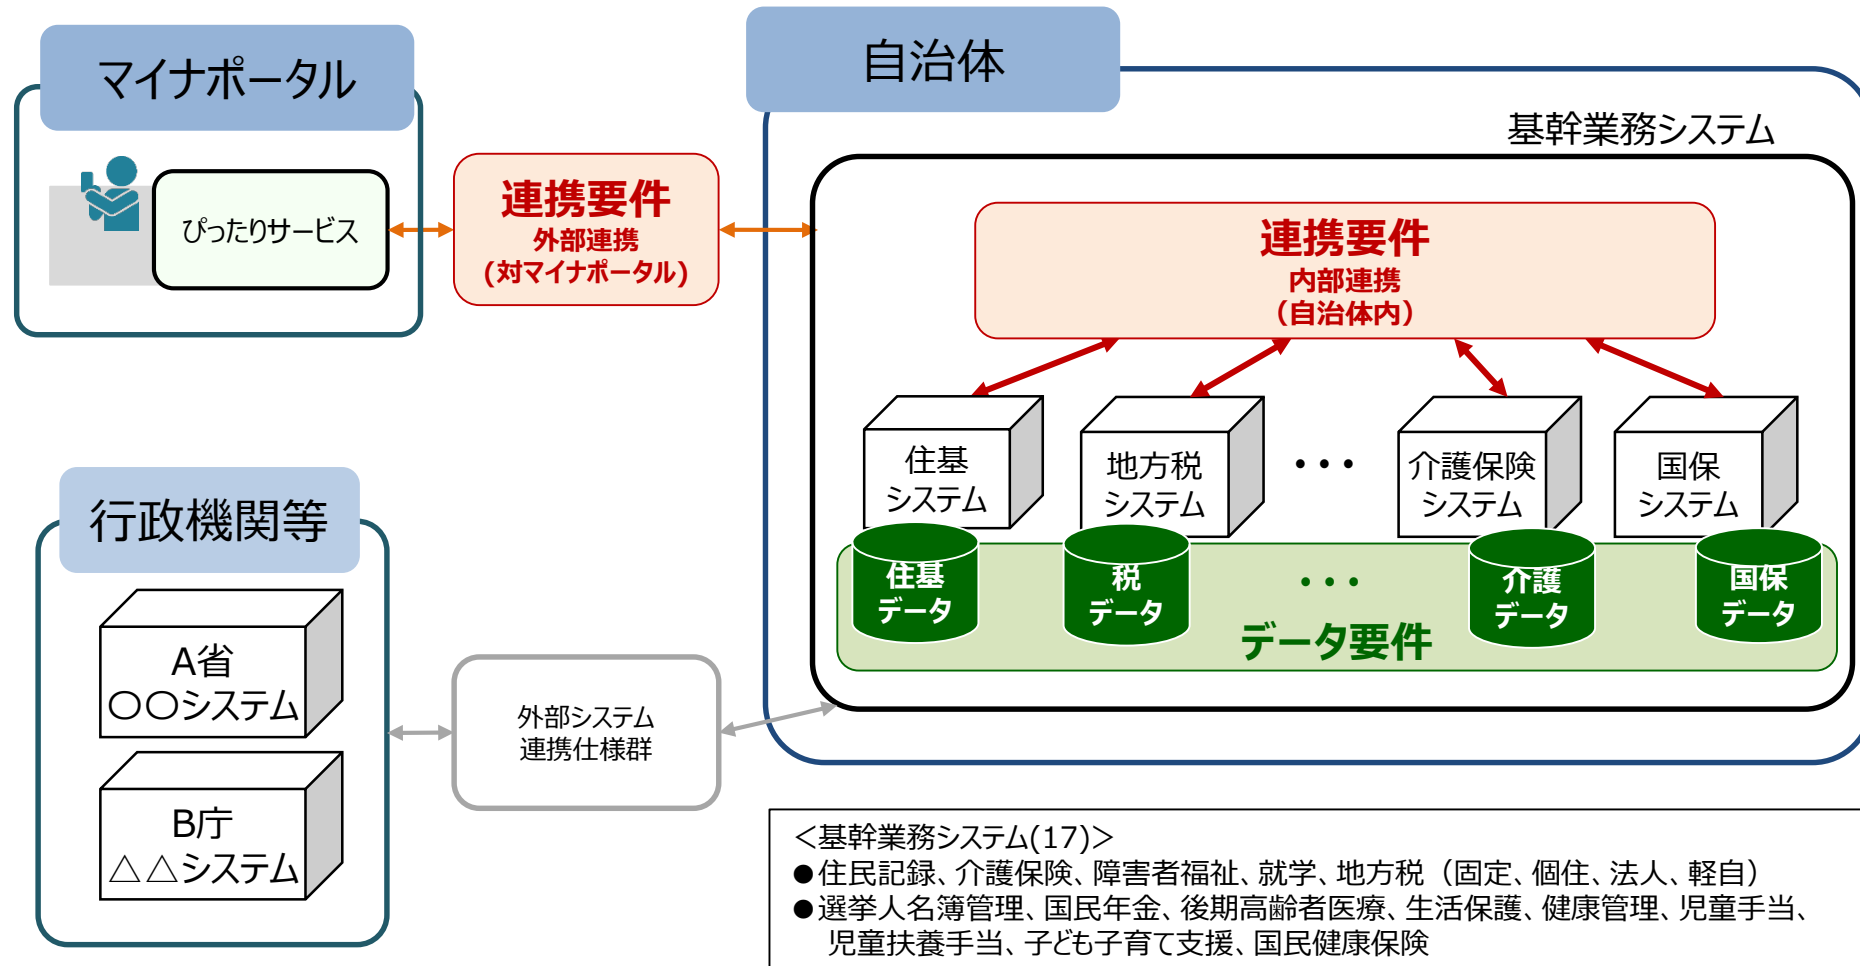 マイナポータル
ぴったりサービス
連携要件
外部連携
(対マイナポータル)
自治体
基幹業務システム
連携要件
内部連携
（自治体内）
住基
システム
地方税
システム
・・・
介護保険
システム
国保
システム
住基
データ
税
データ
・・・
介護
データ
国保
データ
データ要件
行政機関等
A省
〇〇システム
B庁
△△システム
外部システム
連携仕様群
＜基幹業務システム(17)＞
●住民記録、介護保険、障害者福祉、就学、地方税（固定、個住、法人、軽自）
●選挙人名簿管理、国民年金、後期高齢者医療、生活保護、健康管理、児童手当、
児童扶養手当、子ども子育て支援、国民健康保険